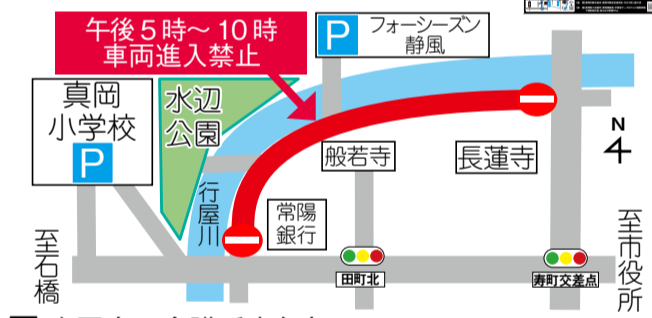 午後5時～10時
車両進入禁止
P
フォーシーズン
静風
真岡
小学校
P
水辺
公園
般若寺
長蓮寺
N
行屋川
常陽
銀行
至石橋
田町北
寿町交差点
至市役所